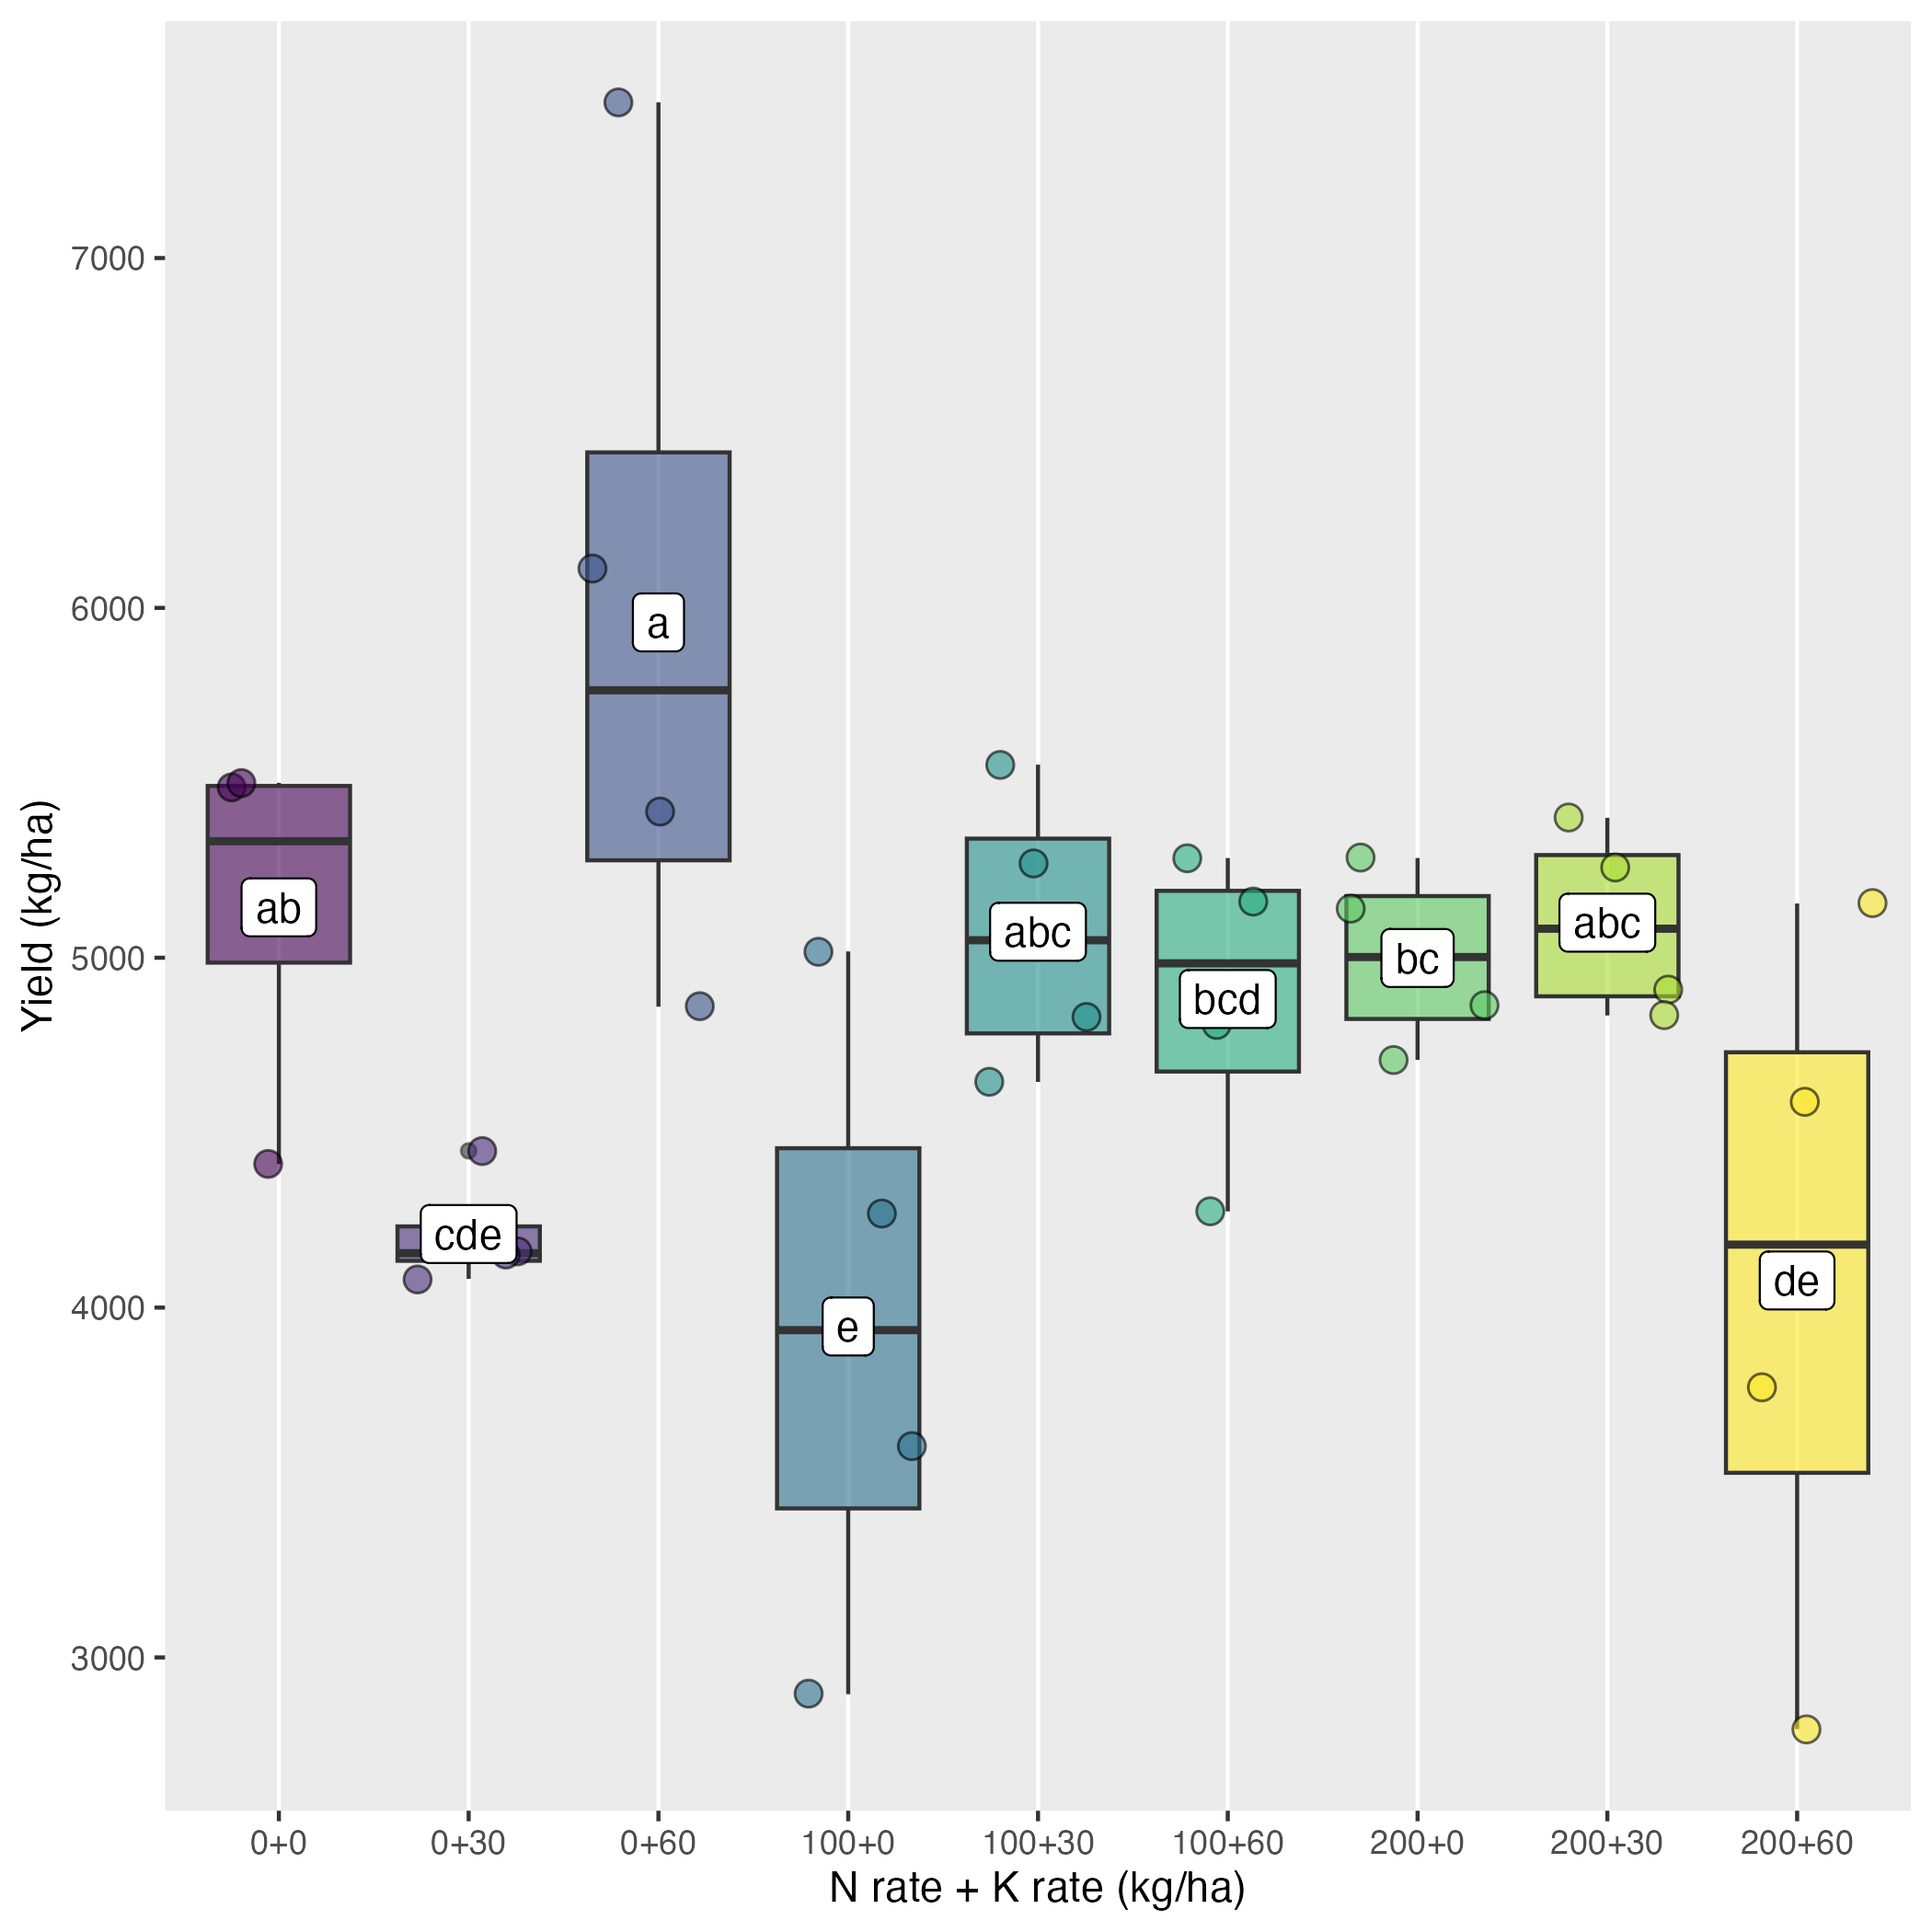 7000
6000
5000
4000
3000
Yield (kg/ha)
a
ab
abc
abc
bc
bcd
cde
de
e
0+0 0+30 0+60 100+0 100+30 100+60 200+0 200+30 200+60
N rate + K rate (kg/ha)